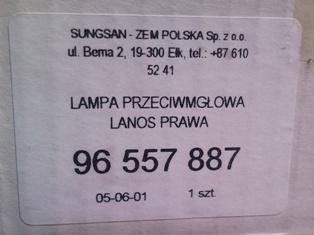 SUNGSAN - ZEM POLSKA Sp. z o.o.
ul. Berna 2, 19-300 Ełk, tel.: +87 610
52 41
LAMPA PRZECIWMGŁOWA
LANOS PRAWA
96 557 887
05-06-01 1 szt.